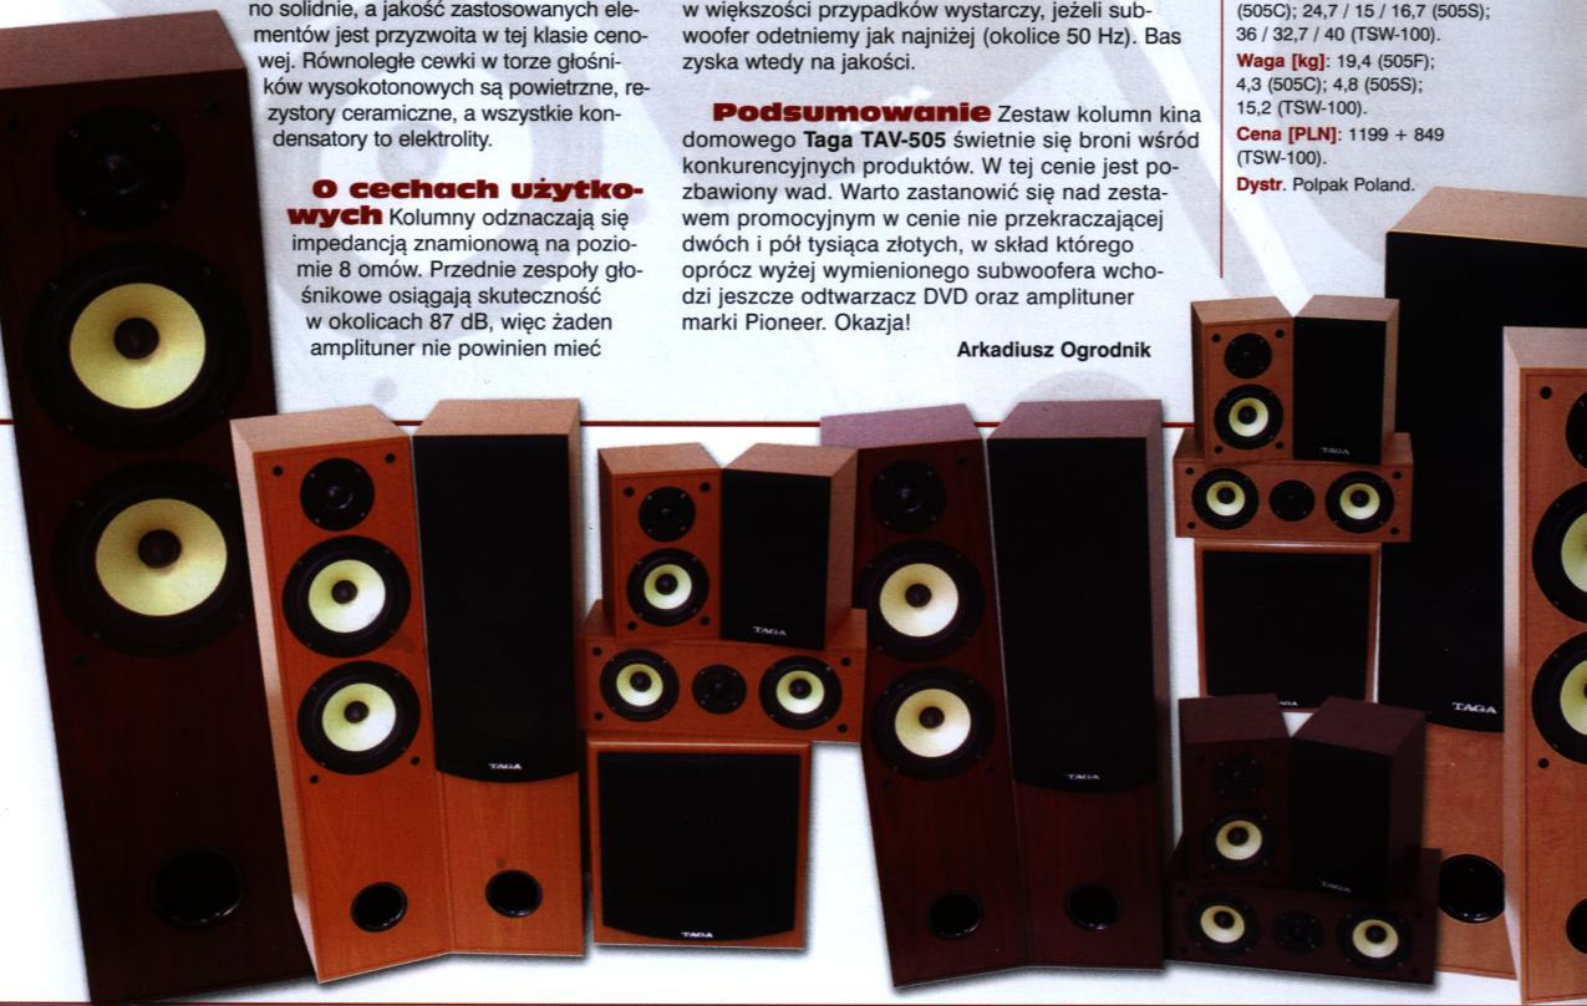 no solidnie, a jakość zastosowanych ele-
mentów jest przyzwoita w tej klasie ceno-
wej. Równoległe cewki w torze głośni-
ków wysokotonowych są powietrzne, re-
zystory ceramiczne, a wszystkie kon-
densatory to elektrolity.
O cechach użytko-
wych Kolumny odznaczają się
impedancją znamionową na pozio-
mie 8 omów. Przednie zespoły gło-
śnikowe osiągają skuteczność
w okolicach 87 dB, więc żaden
amplituner nie powinien mieć
w większości przypadków wystarczy, jeżeli sub-
woofer odetniemy jak najniżej (okolice 50 Hz). Bas
zyska wtedy na jakości.
Podsumowanie Zestaw kolumn kina
domowego Taga TAV-505 świetnie się broni wśród
konkurencyjnych produktów. W tej cenie jest po-
zbawiony wad. Warto zastanowić się nad zesta-
wem promocyjnym w cenie nie przekraczającej
dwóch i pół tysiąca złotych, w skład którego
oprócz wyżej wymienionego subwoofera wcho-
dzi jeszcze odtwarzacz DVD oraz amplituner
marki Pioneer. Okazja!
Arkadiusz Ogrodnik
(505C); 24,7 / 15 / 16,7 (505S);
36 / 32,7 / 40 (TSW-100).
Waga [kg]: 19,4 (505F);
4,3 (505C); 4,8 (505S);
15,2 (TSW-100).
Cena [PLN]: 1199 + 849
(TSW-100).
Dystr. Polpak Poland.
TAGA
TAGA
TAGA
TAGA
TAGA
TAGA
TAGA
TAGA